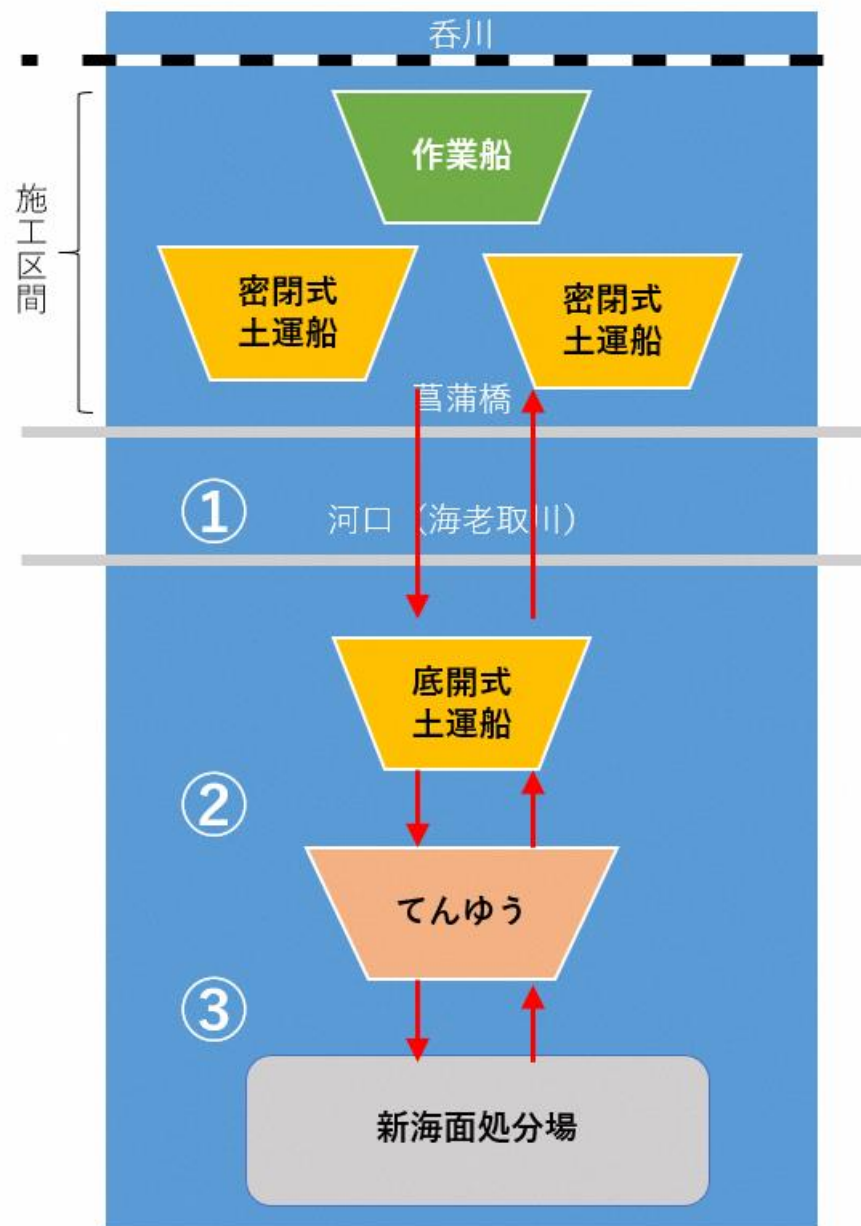 呑川
作業船
施工区間
密閉式
土運船
密閉式
土運船
菖蒲橋
①
河口（海老取川）
底開式
土運船
②
てんゆう
③
新海面処分場